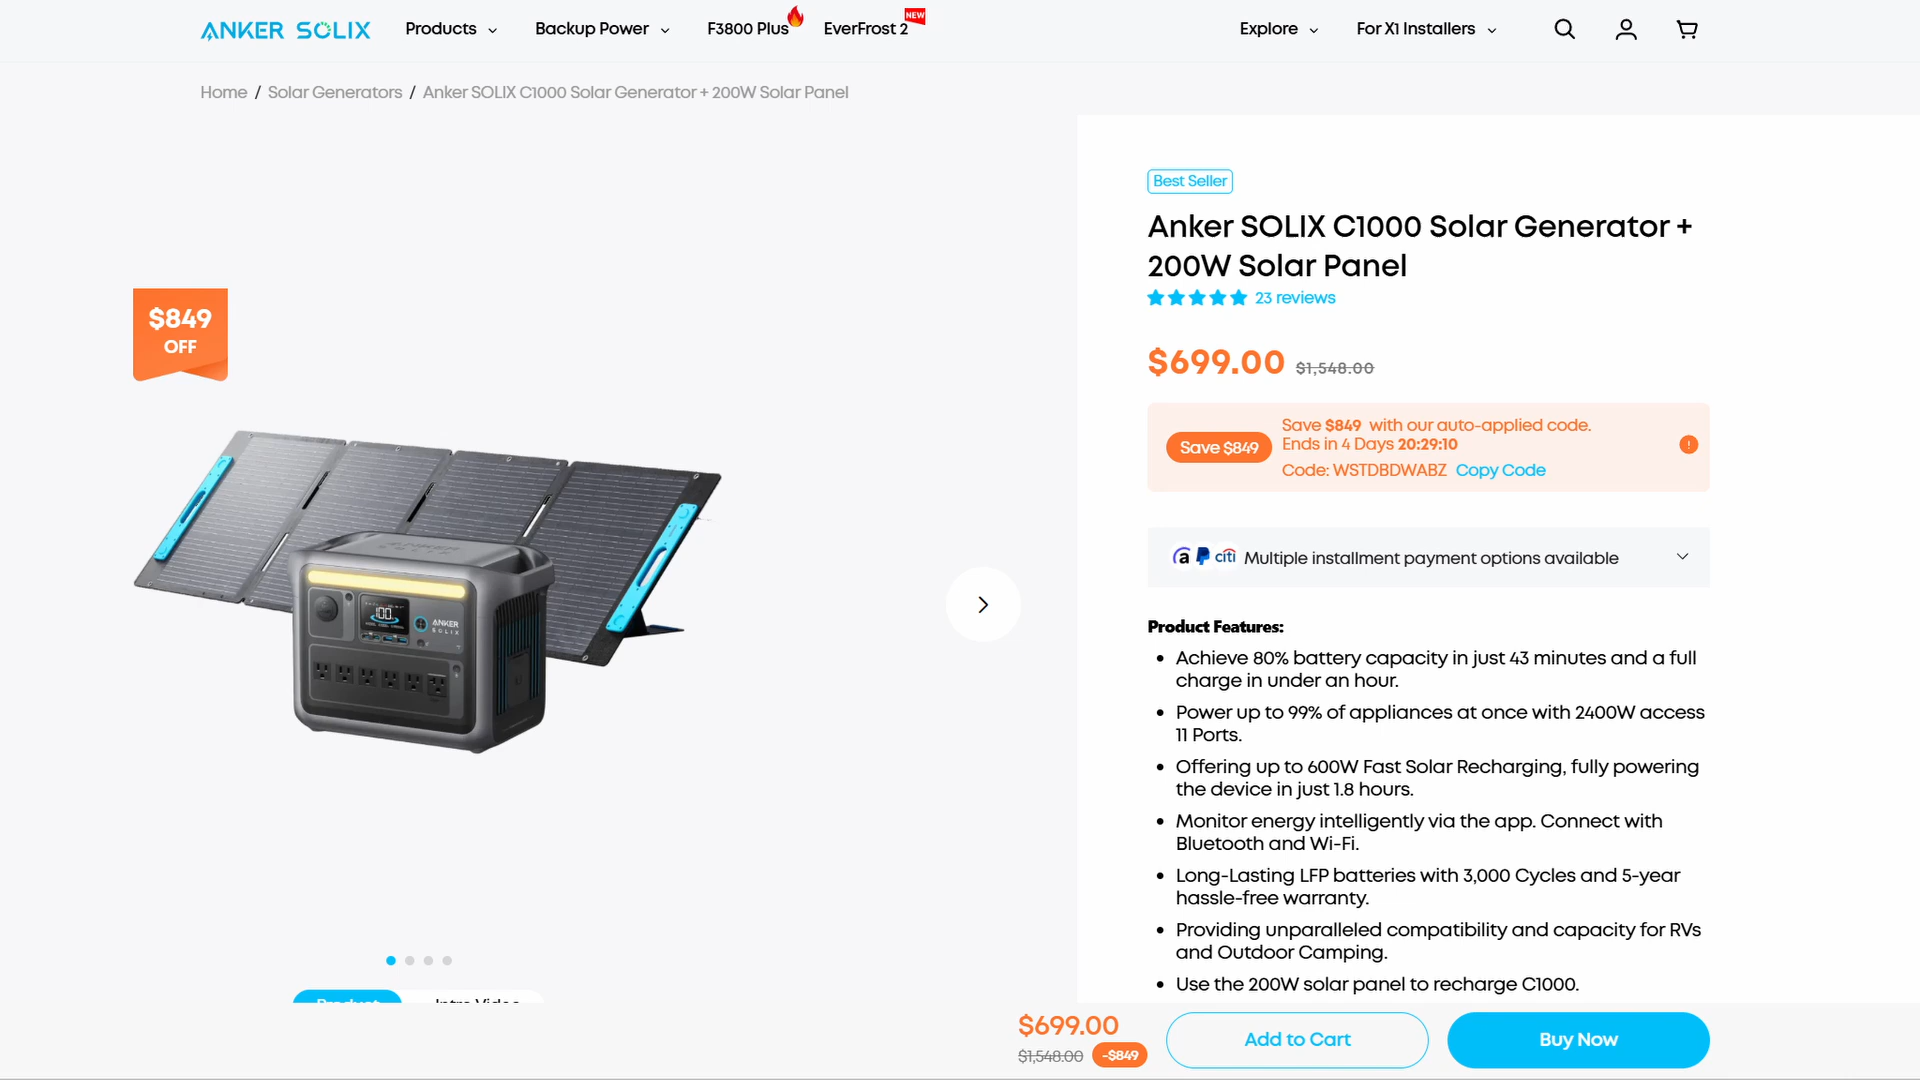 ANKER SOLIX
Products
Backup Power
F3800 Plus
EverFrost 2
NEW
Explore
For X1 Installers
Home / Solar Generators / Anker SOLIX C1000 Solar Generator + 200W Solar Panel
$849
OFF
ANKER
SOLIX
100
Product
Intro Video
Best Seller
Anker SOLIX C1000 Solar Generator +
200W Solar Panel
23 reviews
$699.00 $1,548.00
Save $849
Save $849 with our auto-applied code.
Ends in 4 Days 20:29:10
Code: WSTDBDWABZ Copy Code
a citi Multiple installment payment options available
Product Features:
• Achieve 80% battery capacity in just 43 minutes and a full
charge in under an hour.
• Power up to 99% of appliances at once with 2400W access
11 Ports.
• Offering up to 600W Fast Solar Recharging, fully powering
the device in just 1.8 hours.
• Monitor energy intelligently via the app. Connect with
Bluetooth and Wi-Fi.
• Long-Lasting LFP batteries with 3,000 Cycles and 5-year
hassle-free warranty.
• Providing unparalleled compatibility and capacity for RVs
and Outdoor Camping.
• Use the 200W solar panel to recharge C1000.
$699.00
$1,548.00 -$849
Add to Cart
Buy Now